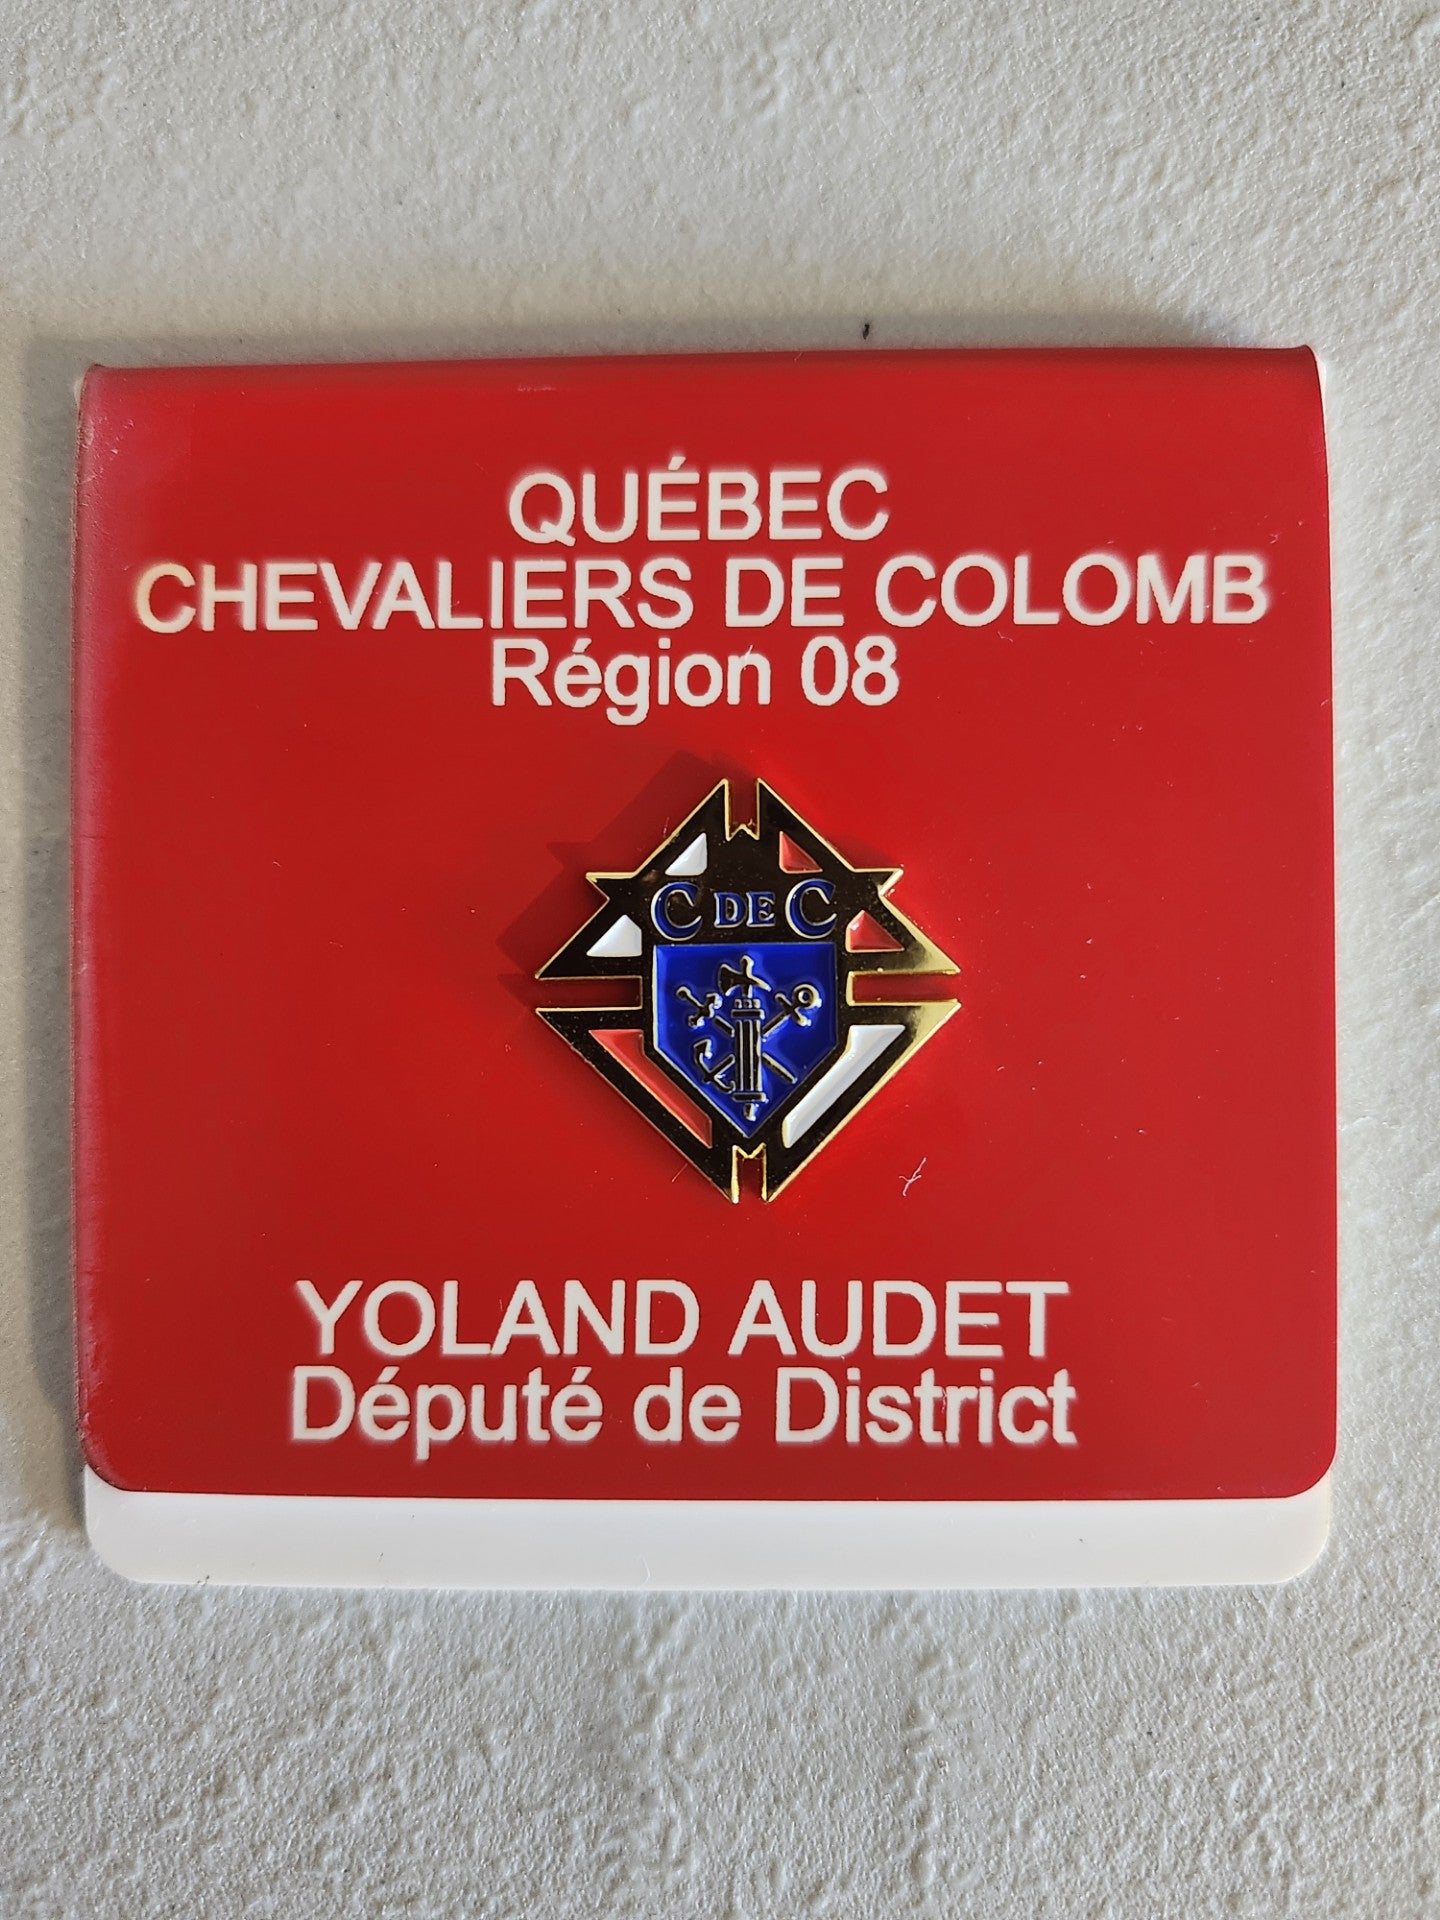 QUÉBEC
CHEVALIERS DE COLOMB
Région 08
C DE C
YOLAND AUDET
Député de District